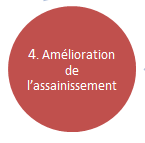 4. Amélioration
de
l'assainissement